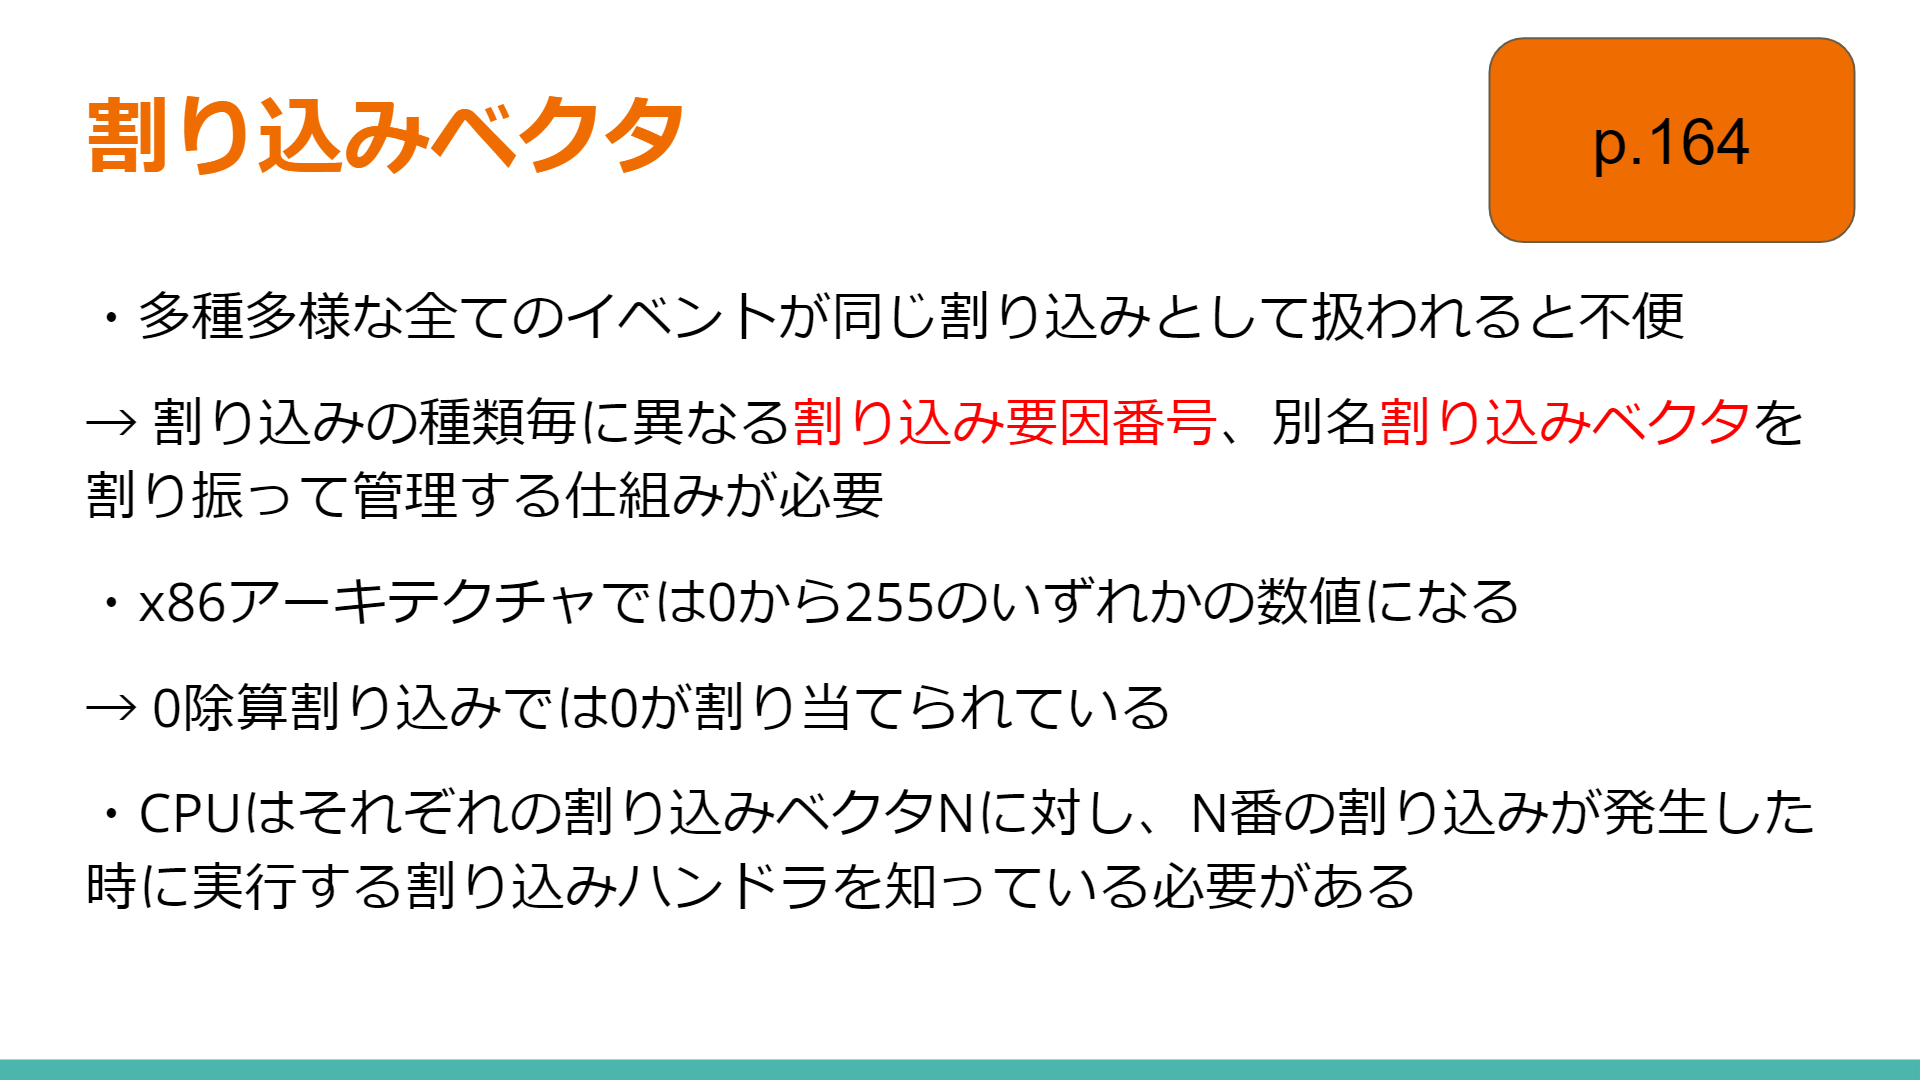 割り込みベクタ
p.164
・多種多様な全てのイベントが同じ割り込みとして扱われると不便
→ 割り込みの種類毎に異なる割り込み要因番号、別名割り込みベクタを
割り振って管理する仕組みが必要
・x86アーキテクチャでは0から255のいずれかの数値になる
→ 0除算割り込みでは0が割り当てられている
・CPUはそれぞれの割り込みベクタNに対し、N番の割り込みが発生した
時に実行する割り込みハンドラを知っている必要がある